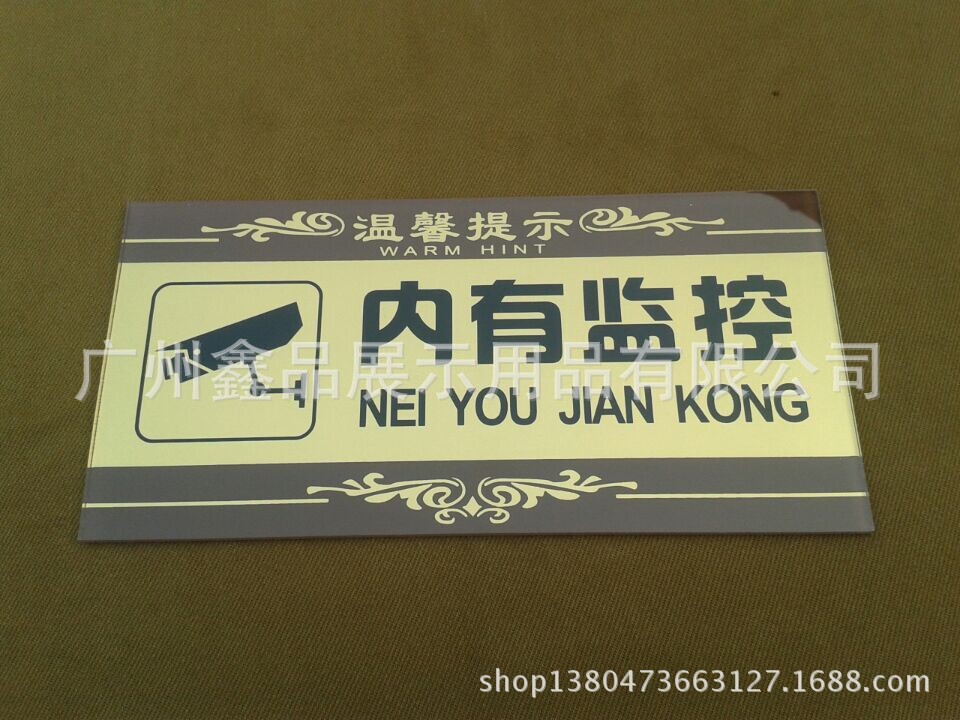 温馨提示
WARM HINT
内有监控
广州鑫品展示用品有限公司
NEI YOU JIAN KONG
shop1380473663127.1688.com